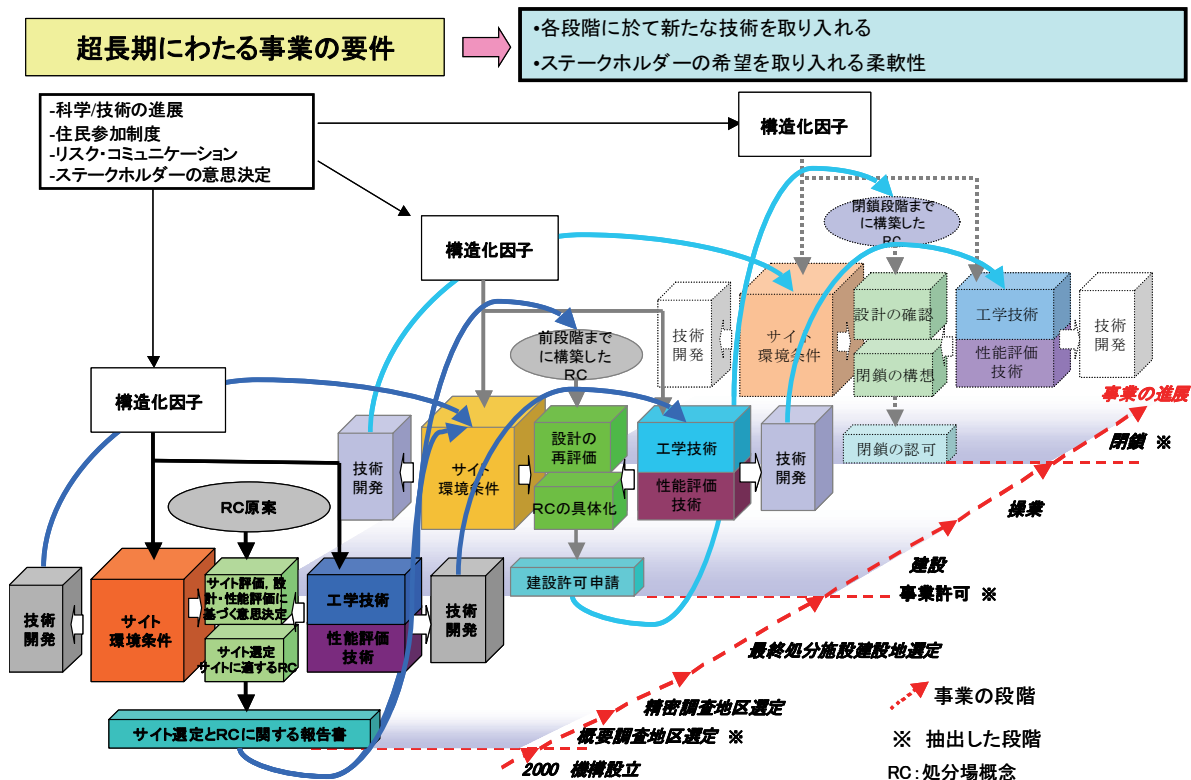 超長期にわたる事業の要件
•各段階に於て新たな技術を取り入れる
•ステークホルダーの希望を取り入れる柔軟性
-科学/技術の進展
-住民参加制度
-リスク・コミュニケーション
-ステークホルダーの意思決定
構造化因子
閉鎖段階まで
に構築した
RC
技術
開発
サイト
環境条件
設計の確認
閉鎖の構想
工学技術
性能評価
技術
技術
開発
閉鎖の認可
構造化因子
前段階まで
に構築した
RC
技術
開発
サイト
環境条件
設計の
再評価
RCの具体化
工学技術
性能評価
技術
技術
開発
建設許可申請
構造化因子
RC原案
技術
開発
サイト
環境条件
サイト評価，設
計・性能評価に
基づく意思決定
サイト選定
サイトに適するRC
工学技術
性能評価
技術
技術
開発
サイト選定とRCに関する報告書
事業の進展
閉鎖 ※
操業
建設
事業許可 ※
最終処分施設建設地選定
精密調査地区選定
概要調査地区選定 ※
2000 機構設立
事業の段階
※ 抽出した段階
RC：処分場概念